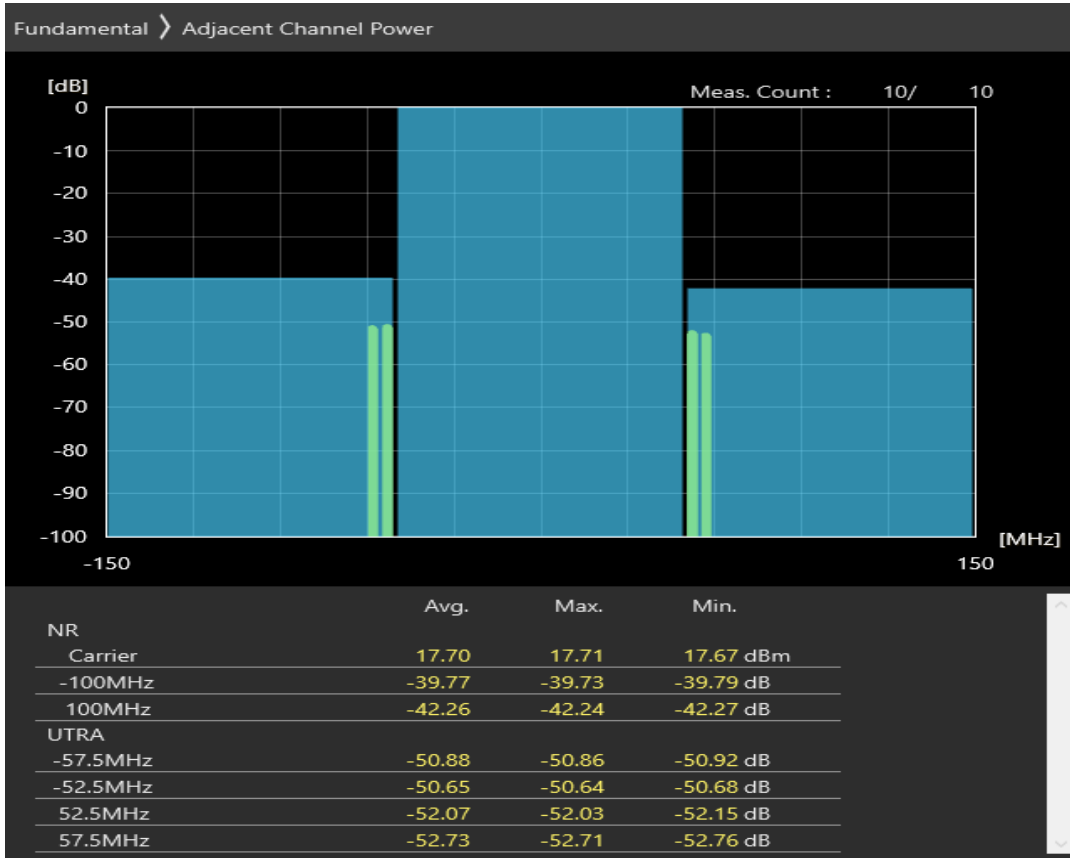 Fundamental ❭ Adjacent Channel Power
[dB]
Meas. Count : 10/ 10
0
-10
-20
-30
-40
-50
-60
-70
-80
-90
-100
[MHz]
-150 150
Avg. Max. Min.
NR
Carrier 17.70 17.71 17.67 dBm
-100MHz -39.77 -39.73 -39.79 dB
100MHz -42.26 -42.24 -42.27 dB
UTRA
-57.5MHz -50.88 -50.86 -50.92 dB
-52.5MHz -50.65 -50.64 -50.68 dB
52.5MHz -52.07 -52.03 -52.15 dB
57.5MHz -52.73 -52.71 -52.76 dB